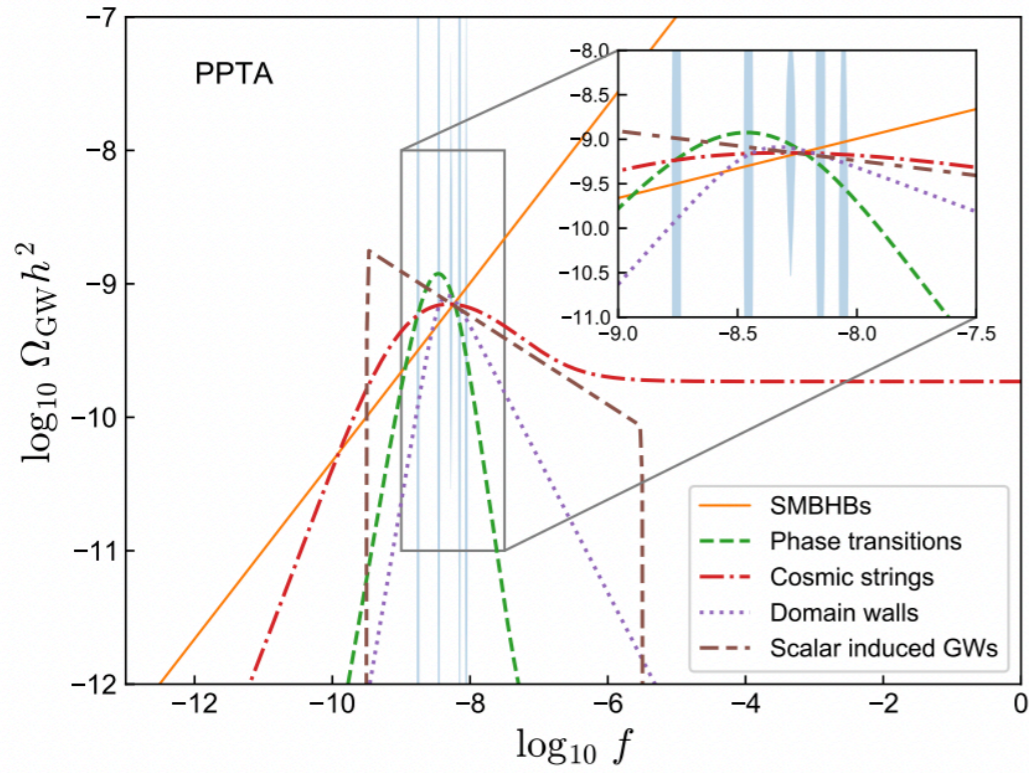 PPTA
log₁₀ Ω_GW h²
−7
−8
−9
−10
−11
−12
−8.0
−8.5
−9.0
−9.5
−10.0
−10.5
−11.0
−9.0 −8.5 −8.0 −7.5
SMBHBs
Phase transitions
Cosmic strings
Domain walls
Scalar induced GWs
−12 −10 −8 −6 −4 −2 0
log₁₀ f